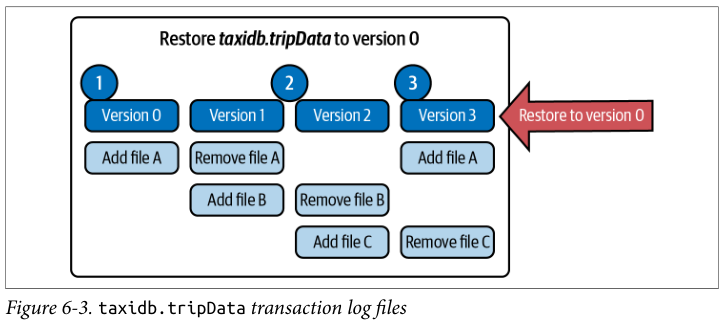 Restore taxidb.tripData to version 0
1 2 3
Version 0 Version 1 Version 2 Version 3 Restore to version 0
Add file A Remove file A Add file A
Add file B Remove file B
Add file C Remove file C
Figure 6-3. taxidb.tripData transaction log files